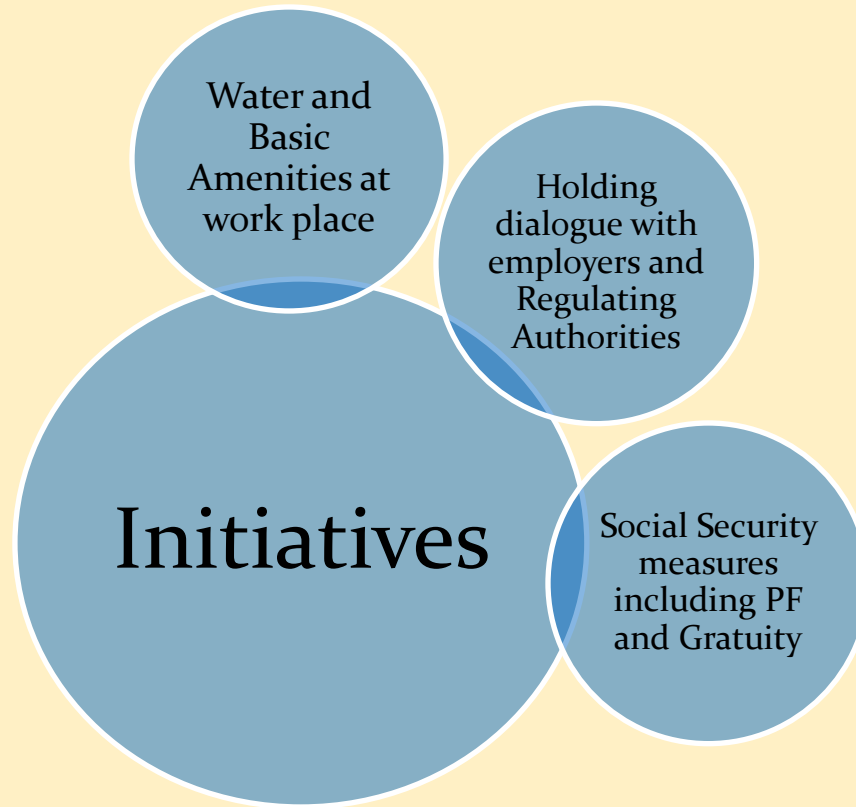 Water and
Basic
Amenities at
work place
Holding
dialogue with
employers and
Regulating
Authorities
Initiatives
Social Security
measures
including PF
and Gratuity